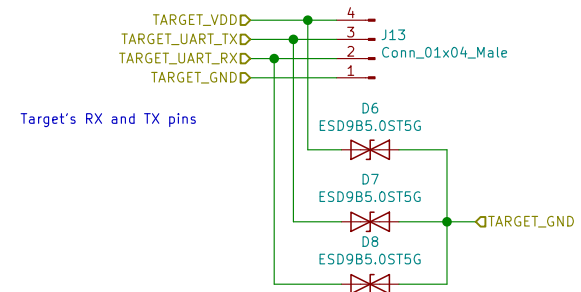 TARGET_VDD
4
TARGET_UART_TX
3
J13
TARGET_UART_RX
2
Conn_01x04_Male
TARGET_GND
1
Target's RX and TX pins
D6
ESD9B5.0ST5G
D7
ESD9B5.0ST5G
TARGET_GND
D8
ESD9B5.0ST5G